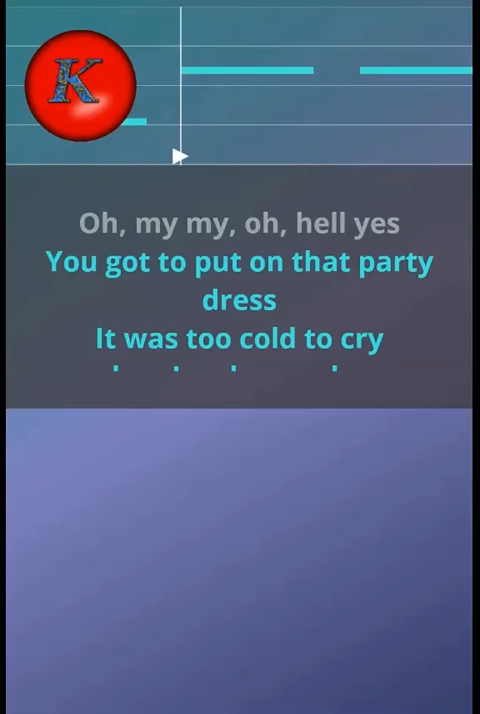 K
Oh, my my, oh, hell yes
You got to put on that party
dress
It was too cold to cry